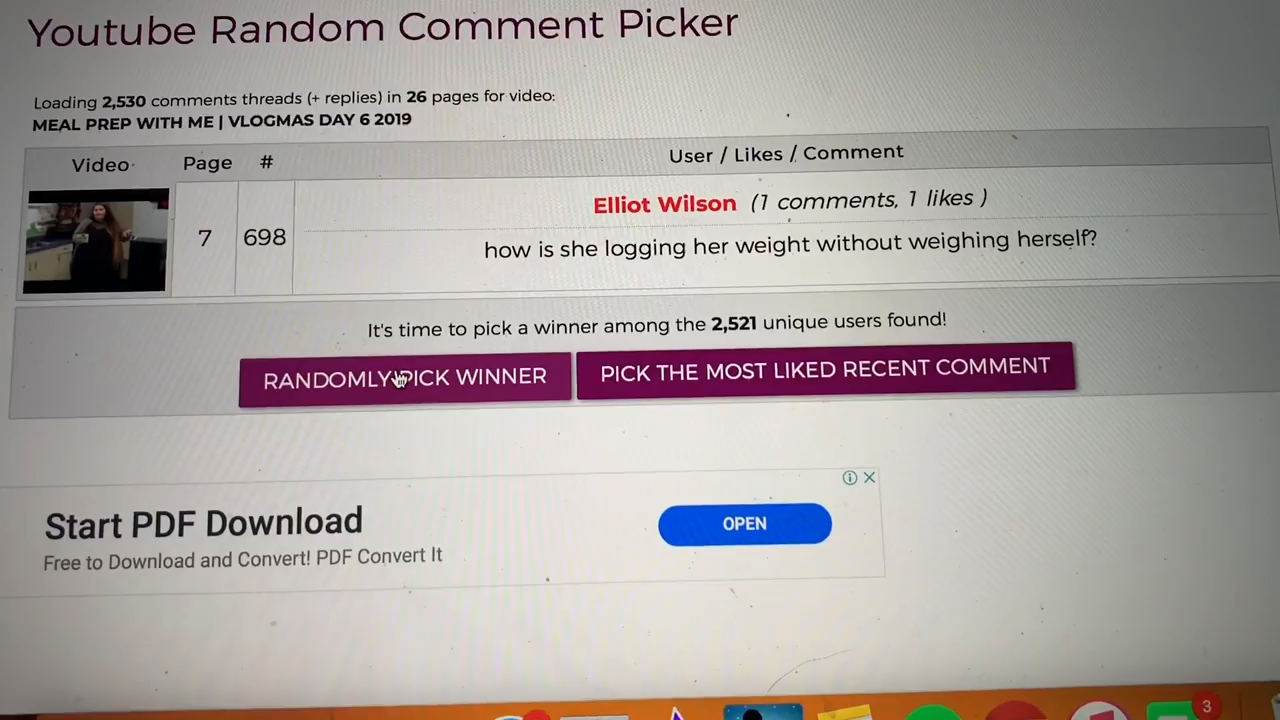 Youtube Random Comment Picker
Loading 2,530 comments threads (+ replies) in 26 pages for video:
MEAL PREP WITH ME | VLOGMAS DAY 6 2019
Video Page # User / Likes / Comment
7 698 Elliot Wilson (1 comments, 1 likes )
how is she logging her weight without weighing herself?
It's time to pick a winner among the 2,521 unique users found!
RANDOMLY PICK WINNER PICK THE MOST LIKED RECENT COMMENT
Start PDF Download
Free to Download and Convert! PDF Convert It
OPEN
3